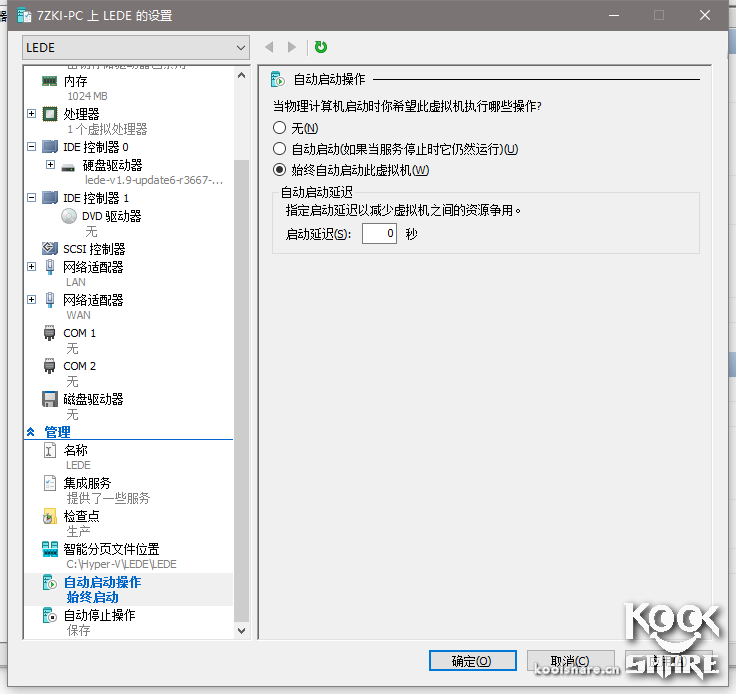 7ZKI-PC 上 LEDE 的设置
LEDE
内存
1024 MB
处理器
1 个虚拟处理器
IDE 控制器 0
硬盘驱动器
lede-v1.9-update6-r3667-...
IDE 控制器 1
DVD 驱动器
无
SCSI 控制器
网络适配器
LAN
网络适配器
WAN
COM 1
无
COM 2
无
磁盘驱动器
无
管理
名称
LEDE
集成服务
提供了一些服务
检查点
生产
智能分页文件位置
C:\Hyper-V\LEDE\LEDE
自动启动操作
始终启动
自动停止操作
保存
自动启动操作
当物理计算机启动时你希望此虚拟机执行哪些操作?
无(N)
自动启动(如果当服务停止时它仍然运行)(U)
始终自动启动此虚拟机(W)
自动启动延迟
指定启动延迟以减少虚拟机之间的资源争用。
启动延迟(S): 0 秒
确定(O)
取消(C)
KOOL
SHARE
koolshare.cn